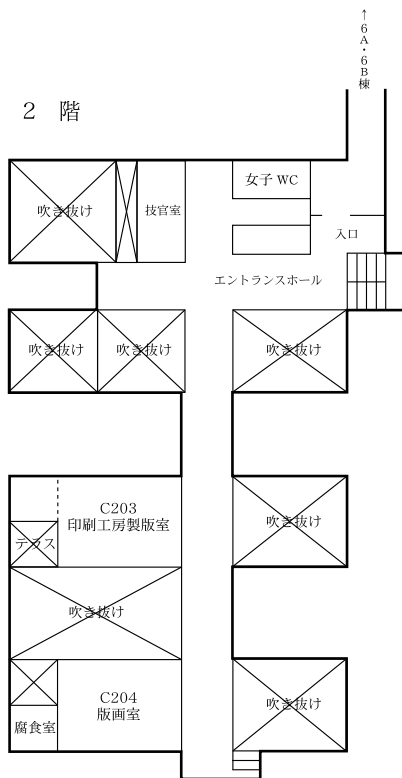 ↑6A・6B棟
2 階
女子 WC
吹き抜け
技官室
入口
エントランスホール
吹き抜け
吹き抜け
吹き抜け
C203
印刷工房製版室
吹き抜け
テラス
吹き抜け
C204
版画室
吹き抜け
腐食室